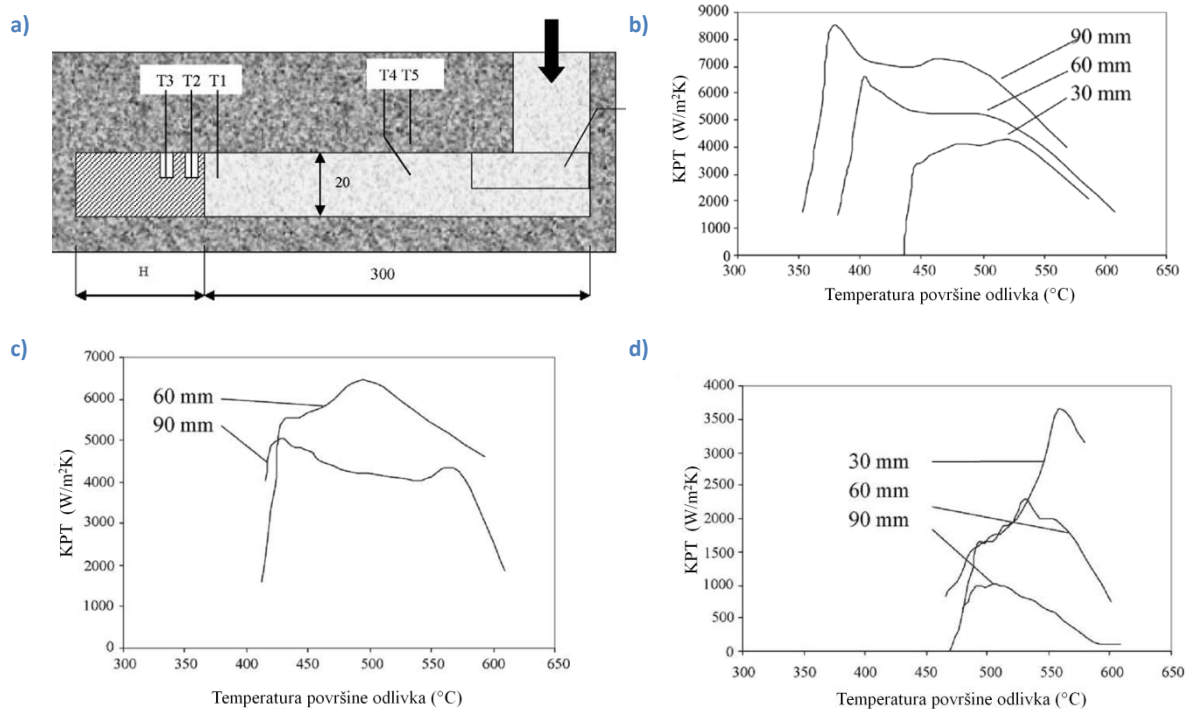 a)
T3 T2 T1
T4 T5
20
H
300
b)
KPT (W/m²K)
9000
8000
7000
6000
5000
4000
3000
2000
1000
0
90 mm
60 mm
30 mm
300 350 400 450 500 550 600 650
Temperatura površine odlivka (°C)
c)
KPT (W/m²K)
7000
6000
5000
4000
3000
2000
1000
0
60 mm
90 mm
300 350 400 450 500 550 600 650
Temperatura površine odlivka (°C)
d)
KPT (W/m²K)
4000
3500
3000
2500
2000
1500
1000
500
0
30 mm
60 mm
90 mm
300 350 400 450 500 550 600 650
Temperatura površine odlivka (°C)